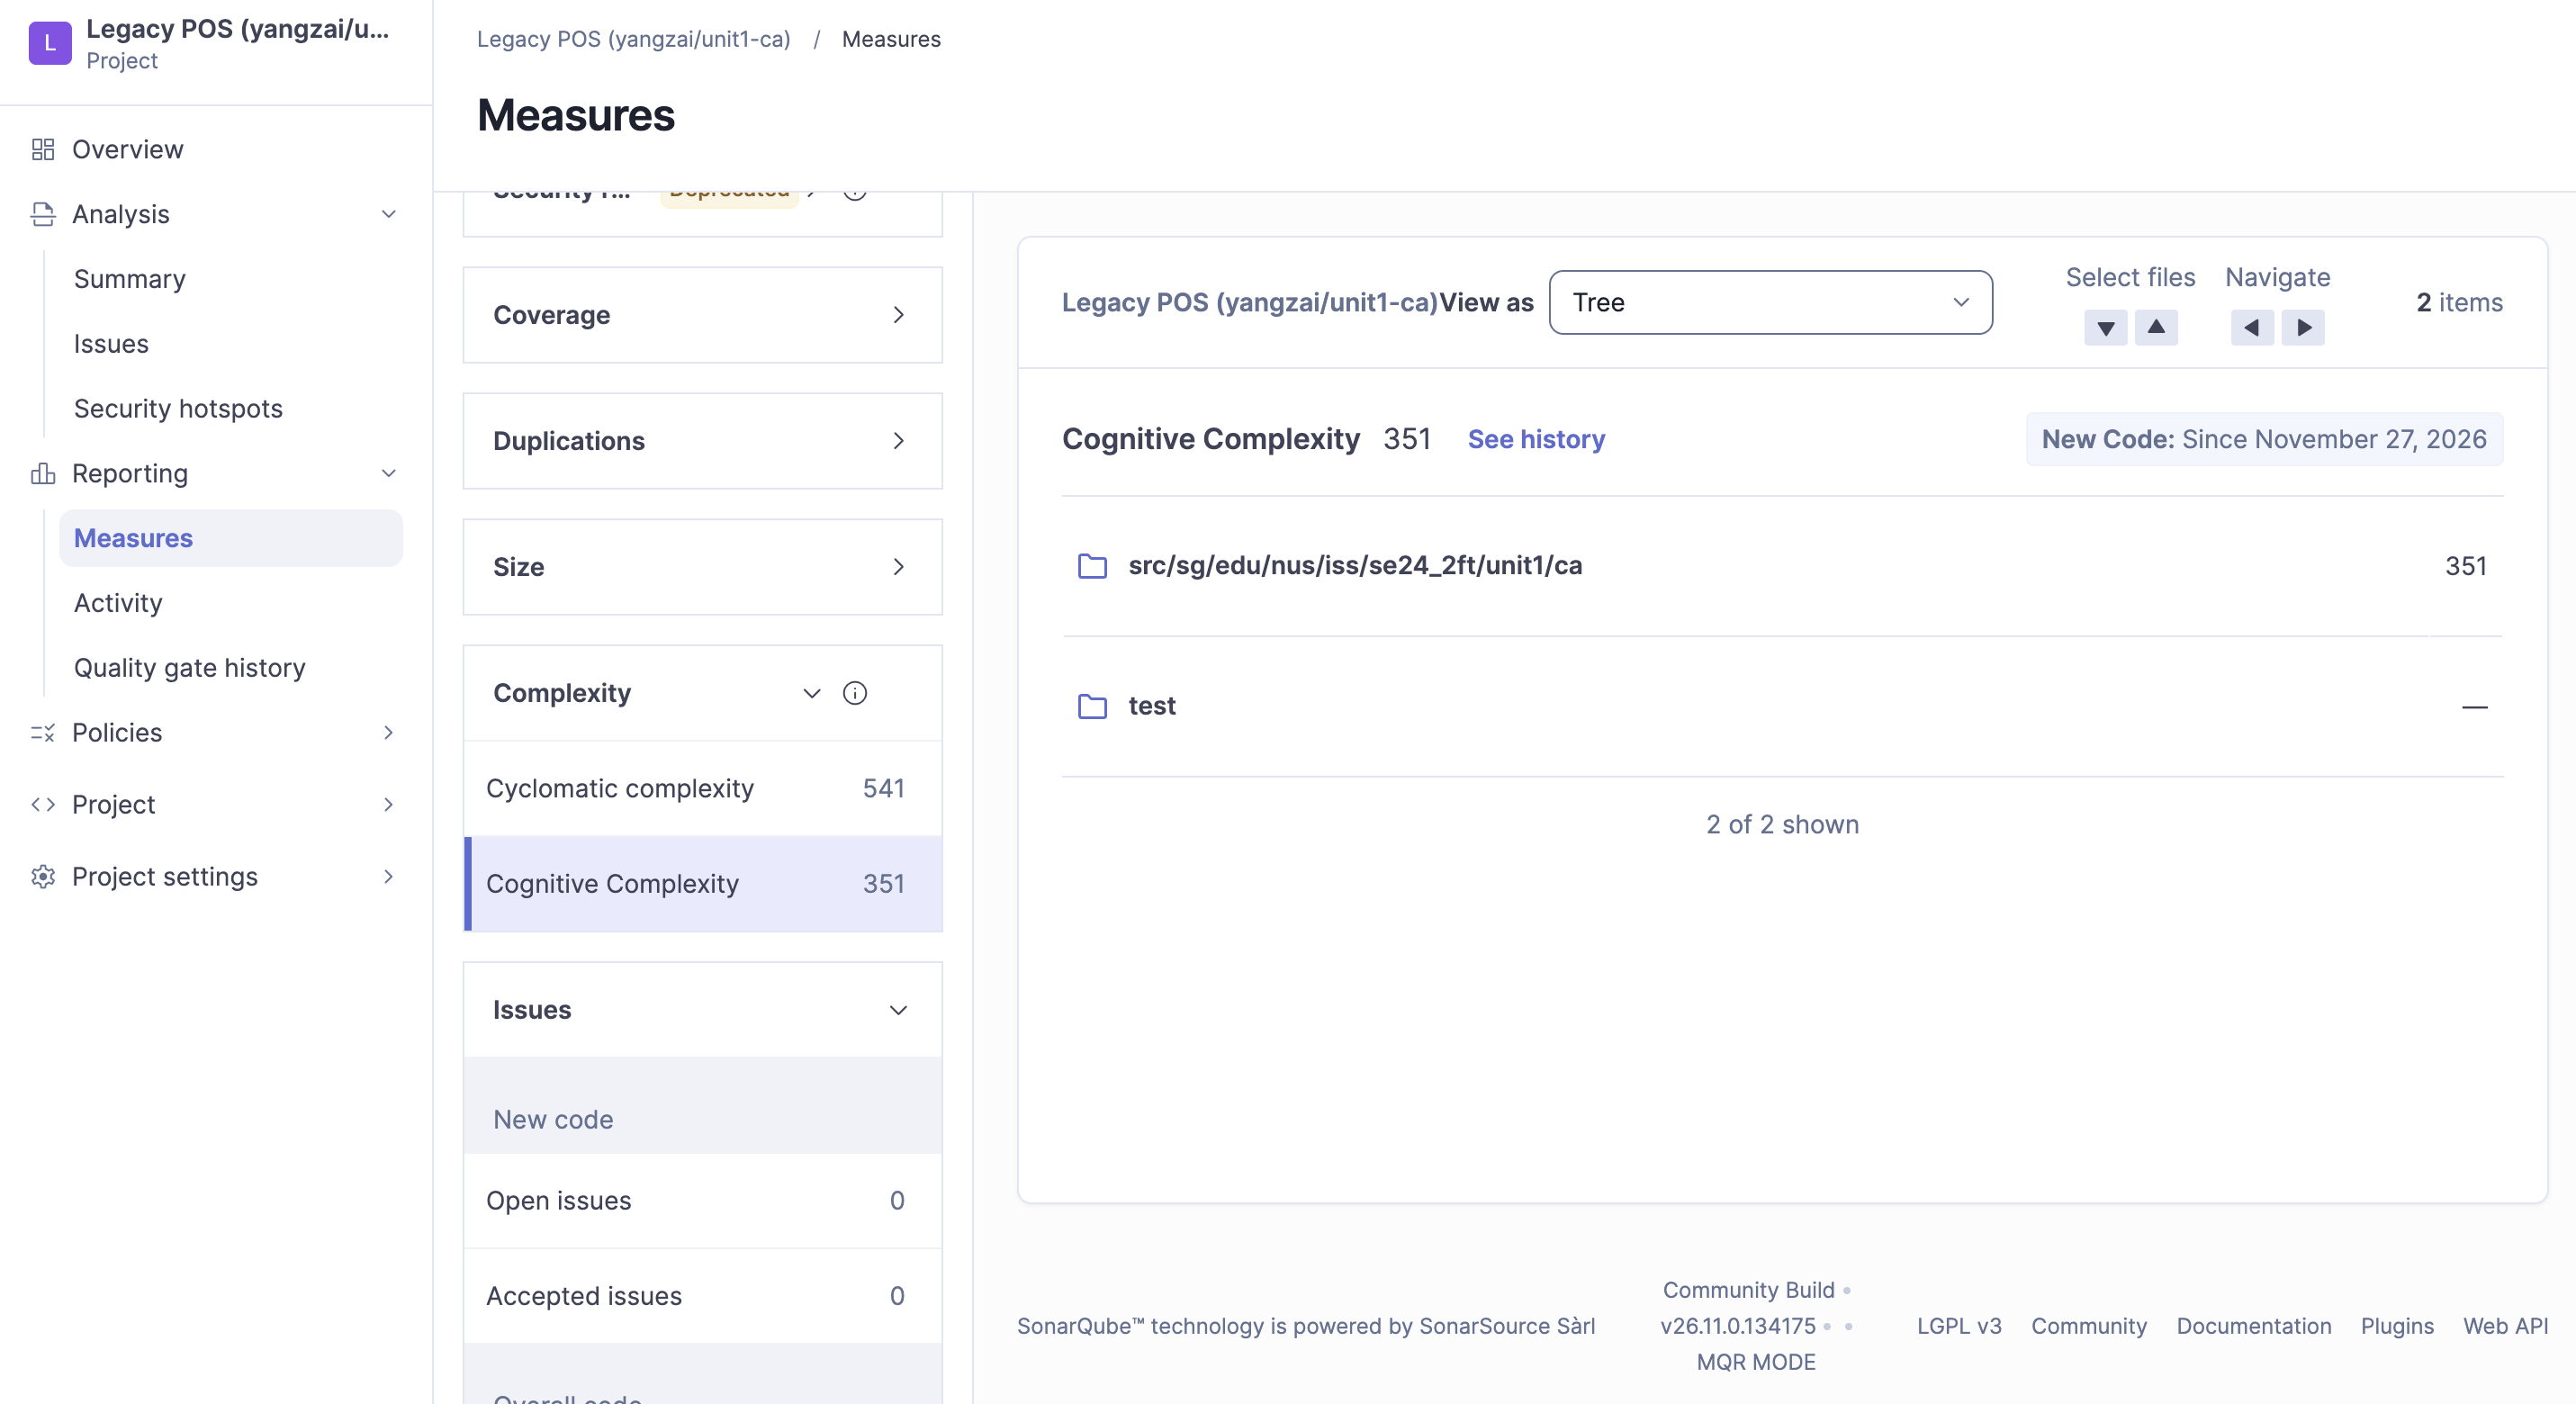 L
Legacy POS (yangzai/u...
Project
Overview
Analysis
Summary
Issues
Security hotspots
Reporting
Measures
Activity
Quality gate history
Policies
Project
Project settings
Legacy POS (yangzai/unit1-ca) / Measures
Measures
Security r... Deprecated
Coverage
Duplications
Size
Complexity
Cyclomatic complexity 541
Cognitive Complexity 351
Issues
New code
Open issues 0
Accepted issues 0
Overall code
Legacy POS (yangzai/unit1-ca)View as Tree
Select files Navigate
2 items
Cognitive Complexity 351 See history New Code: Since November 27, 2026
src/sg/edu/nus/iss/se24_2ft/unit1/ca 351
test —
2 of 2 shown
SonarQube™ technology is powered by SonarSource Sàrl
Community Build •
v26.11.0.134175 • •
MQR MODE
LGPL v3 Community Documentation Plugins Web API